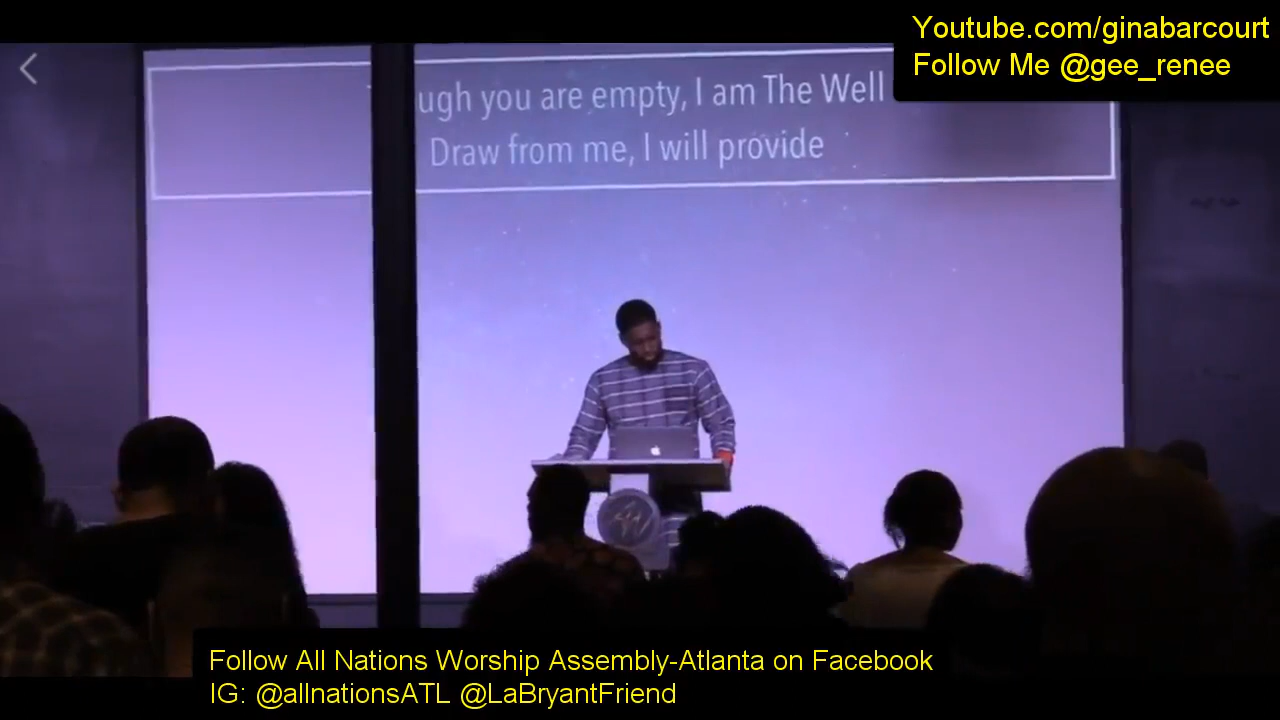 Youtube.com/ginabarcourt
Follow Me @gee_renee
you are empty, I am The Well
Draw from me, I will provide
Follow All Nations Worship Assembly-Atlanta on Facebook
IG: @allnationsATL @LaBryantFriend